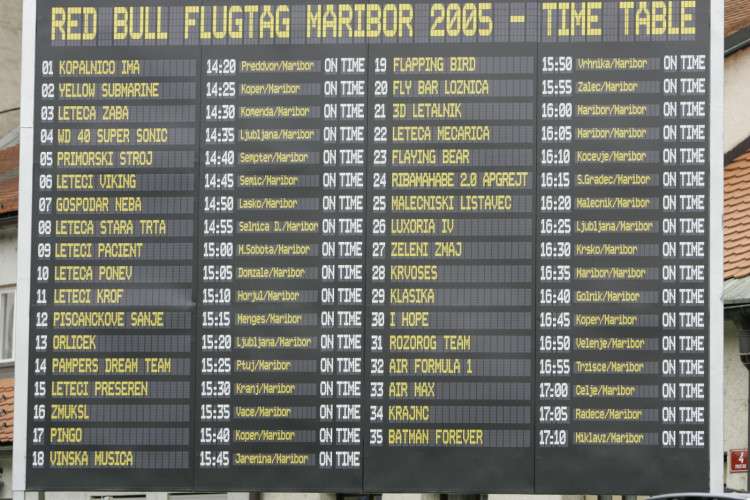 RED BULL FLUGTAG MARIBOR 2005 - TIME TABLE
01 KOPALNICO IMA 14:20 Preddvor/Maribor ON TIME
02 YELLOW SUBMARINE 14:25 Koper/Maribor ON TIME
03 LETECA ZABA 14:30 Komenda/Maribor ON TIME
04 WD 40 SUPER SONIC 14:35 Ljubljana/Maribor ON TIME
05 PRIMORSKI STROJ 14:40 Sempter/Maribor ON TIME
06 LETECI VIKING 14:45 Semic/Maribor ON TIME
07 GOSPODAR NEBA 14:50 Lasko/Maribor ON TIME
08 LETECA STARA TRTA 14:55 Selnica D./Maribor ON TIME
09 LETECI PACIENT 15:00 M.Sobota/Maribor ON TIME
10 LETECA PONEV 15:05 Domzale/Maribor ON TIME
11 LETECI KROF 15:10 Horjul/Maribor ON TIME
12 PISCANCKOVE SANJE 15:15 Menges/Maribor ON TIME
13 ORLICEK 15:20 Ljubljana/Maribor ON TIME
14 PAMPERS DREAM TEAM 15:25 Ptuj/Maribor ON TIME
15 LETECI PRESEREN 15:30 Kranj/Maribor ON TIME
16 ZMUKSL 15:35 Vace/Maribor ON TIME
17 PINGO 15:40 Koper/Maribor ON TIME
18 VINSKA MUSICA 15:45 Jarenina/Maribor ON TIME
19 FLAPPING BIRD 15:50 Vrhnika/Maribor ON TIME
20 FLY BAR LOZNICA 15:55 Zalec/Maribor ON TIME
21 3D LETALNIK 16:00 Maribor/Maribor ON TIME
22 LETECA MECARICA 16:05 Maribor/Maribor ON TIME
23 FLAYING BEAR 16:10 Kocevje/Maribor ON TIME
24 RIBAMAHABE 2.0 APGREJT 16:15 S.Gradec/Maribor ON TIME
25 MALECNISKI LISTAVEC 16:20 Malecnik/Maribor ON TIME
26 LUXORIA IV 16:25 Ljubljana/Maribor ON TIME
27 ZELENI ZMAJ 16:30 Krsko/Maribor ON TIME
28 KRVOSES 16:35 Maribor/Maribor ON TIME
29 KLASIKA 16:40 Golnik/Maribor ON TIME
30 I HOPE 16:45 Koper/Maribor ON TIME
31 ROZOROG TEAM 16:50 Velenje/Maribor ON TIME
32 AIR FORMULA 1 16:55 Trzisce/Maribor ON TIME
33 AIR MAX 17:00 Celje/Maribor ON TIME
34 KRAJNC 17:05 Radece/Maribor ON TIME
35 BATMAN FOREVER 17:10 Miklavz/Maribor ON TIME
4